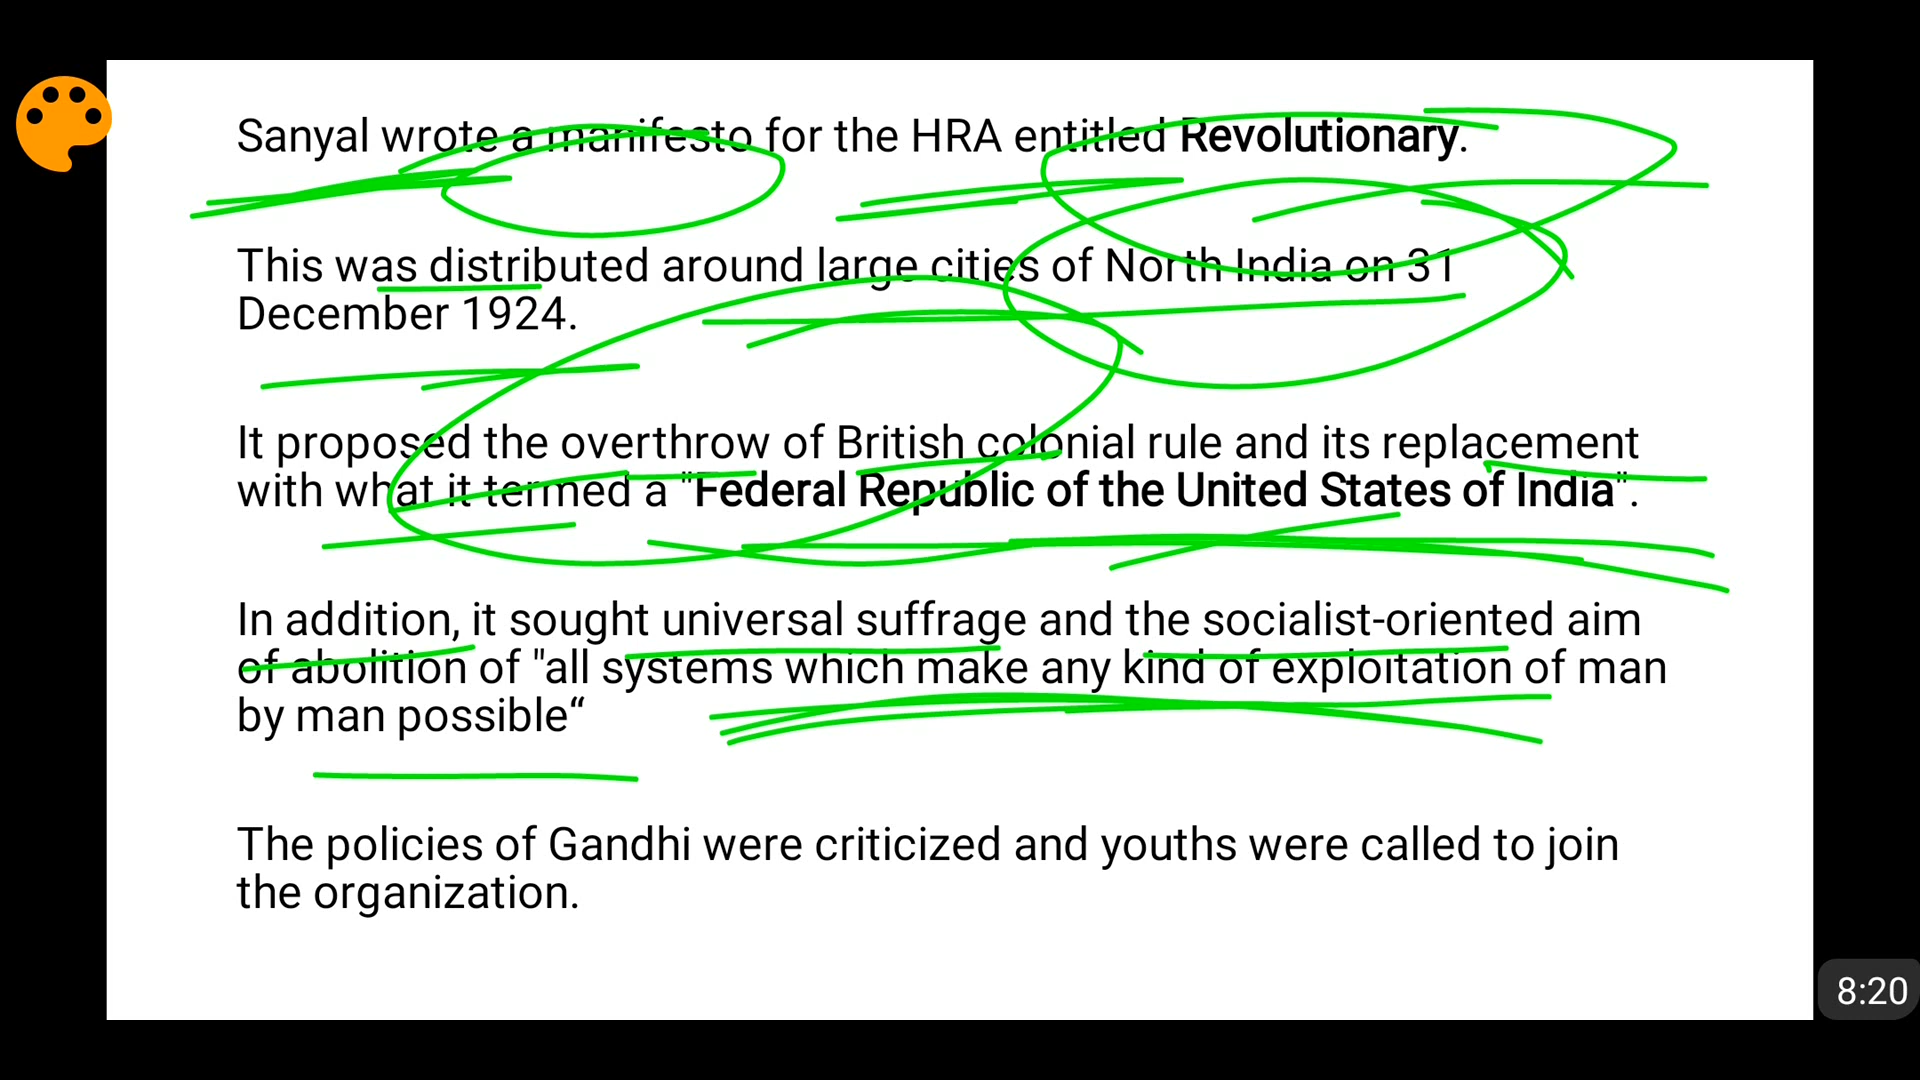 Sanyal wrote a manifesto for the HRA entitled Revolutionary.
This was distributed around large cities of North India on 31
December 1924.
It proposed the overthrow of British colonial rule and its replacement
with what it termed a "Federal Republic of the United States of India".
In addition, it sought universal suffrage and the socialist-oriented aim
of abolition of "all systems which make any kind of exploitation of man
by man possible“
The policies of Gandhi were criticized and youths were called to join
the organization.
8:20